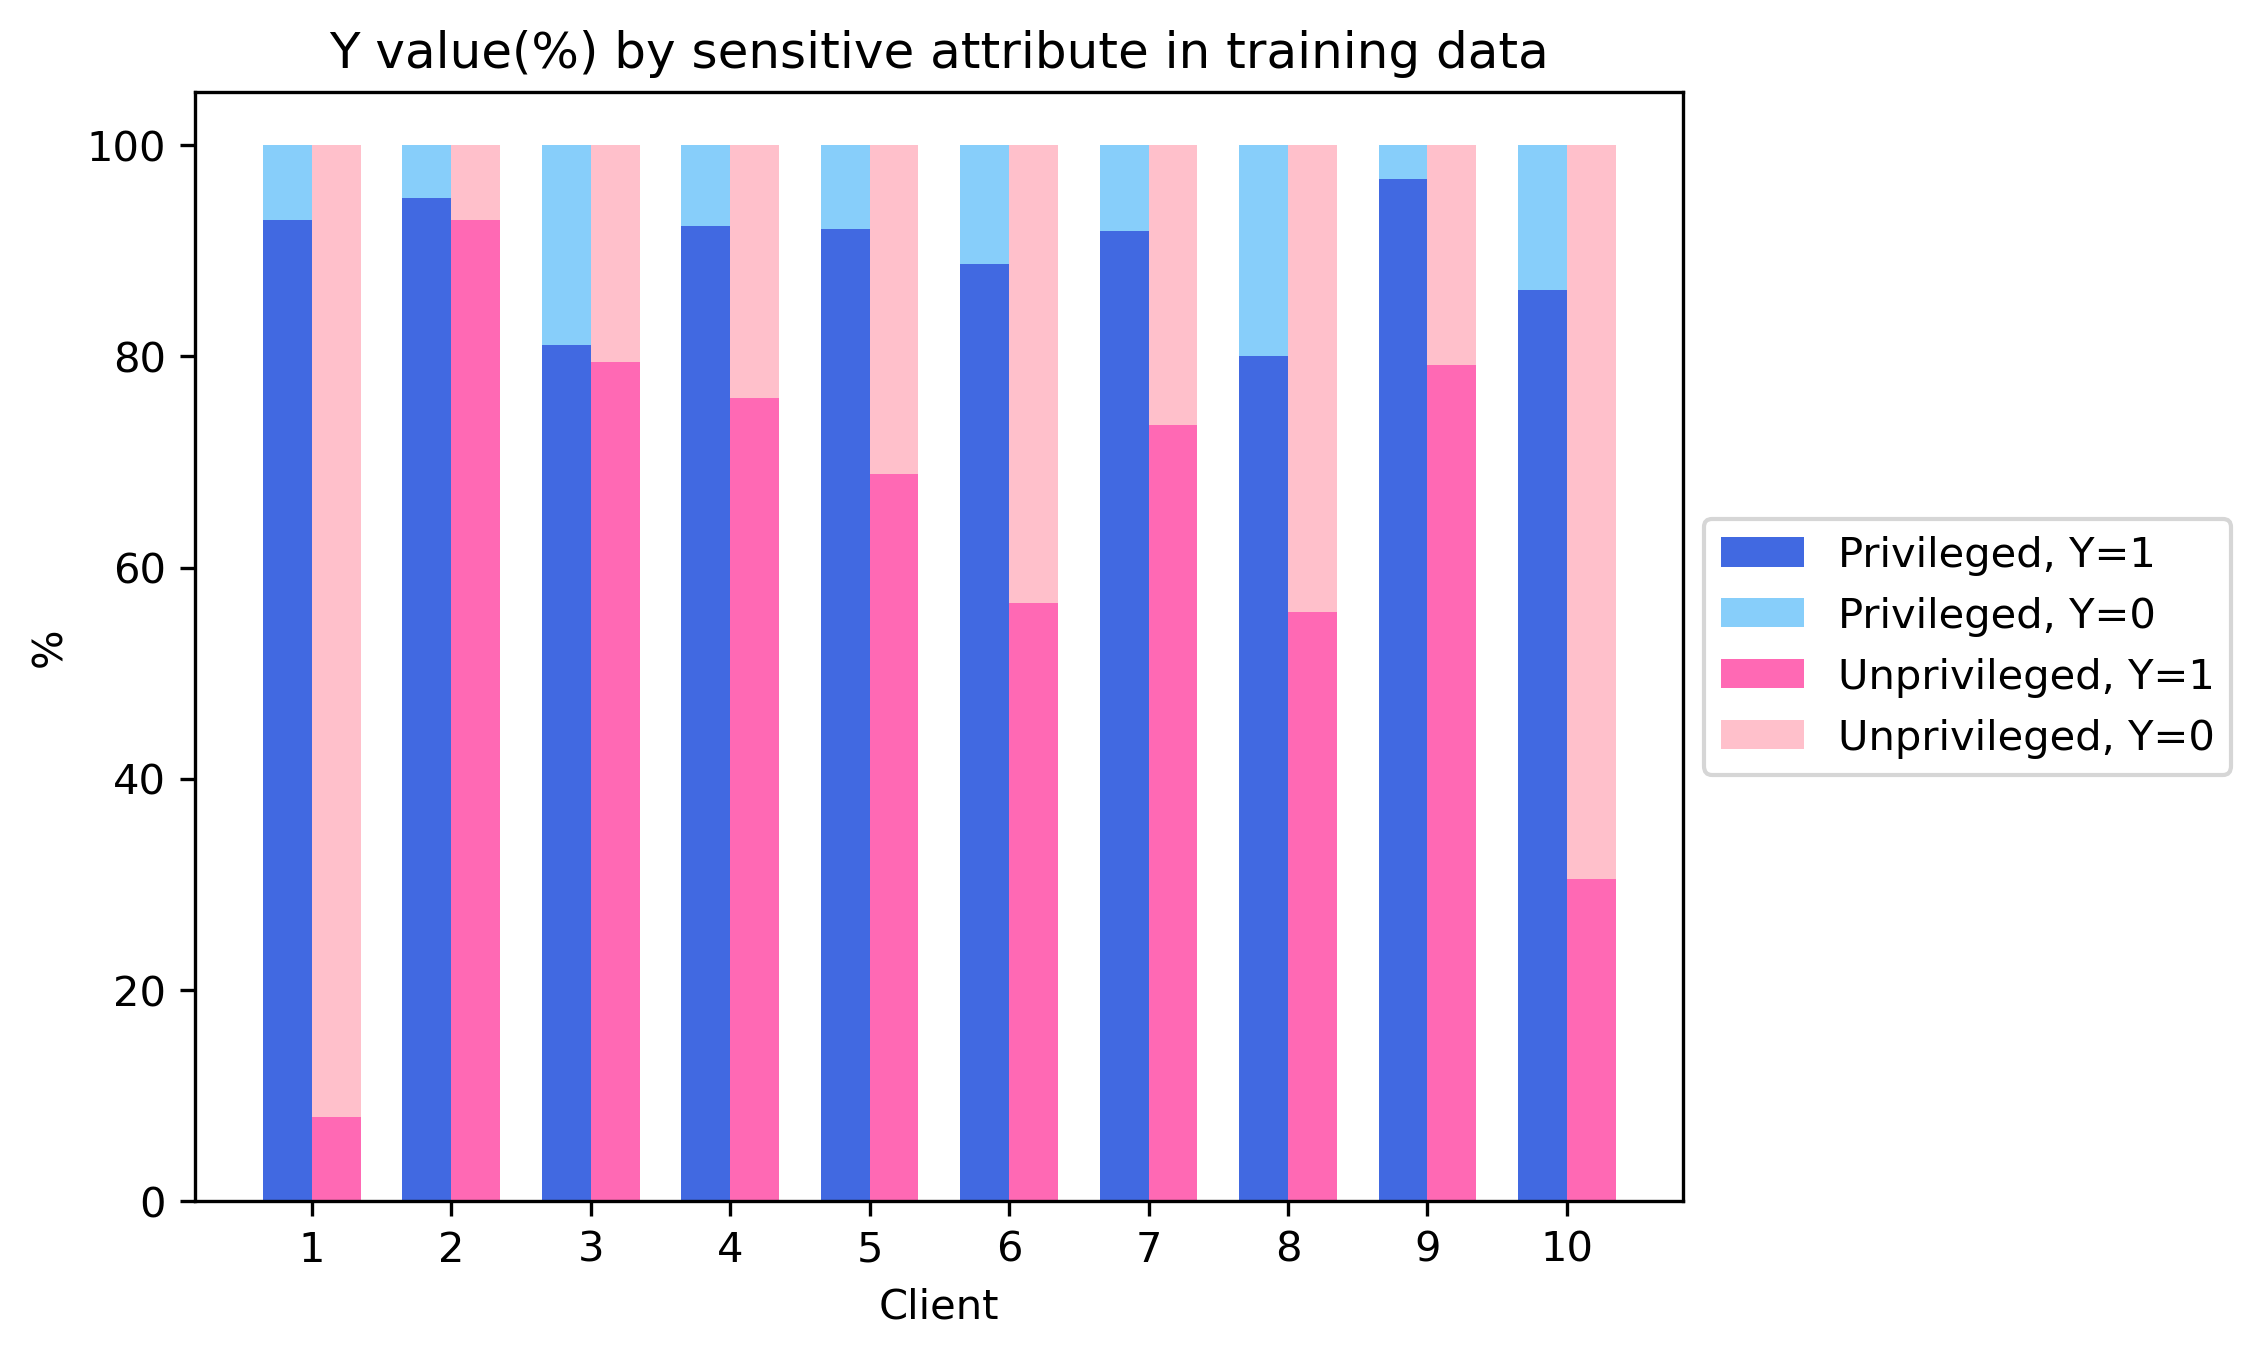 Y value(%) by sensitive attribute in training data
100
80
60
40
20
0
%
1 2 3 4 5 6 7 8 9 10
Client
Privileged, Y=1
Privileged, Y=0
Unprivileged, Y=1
Unprivileged, Y=0